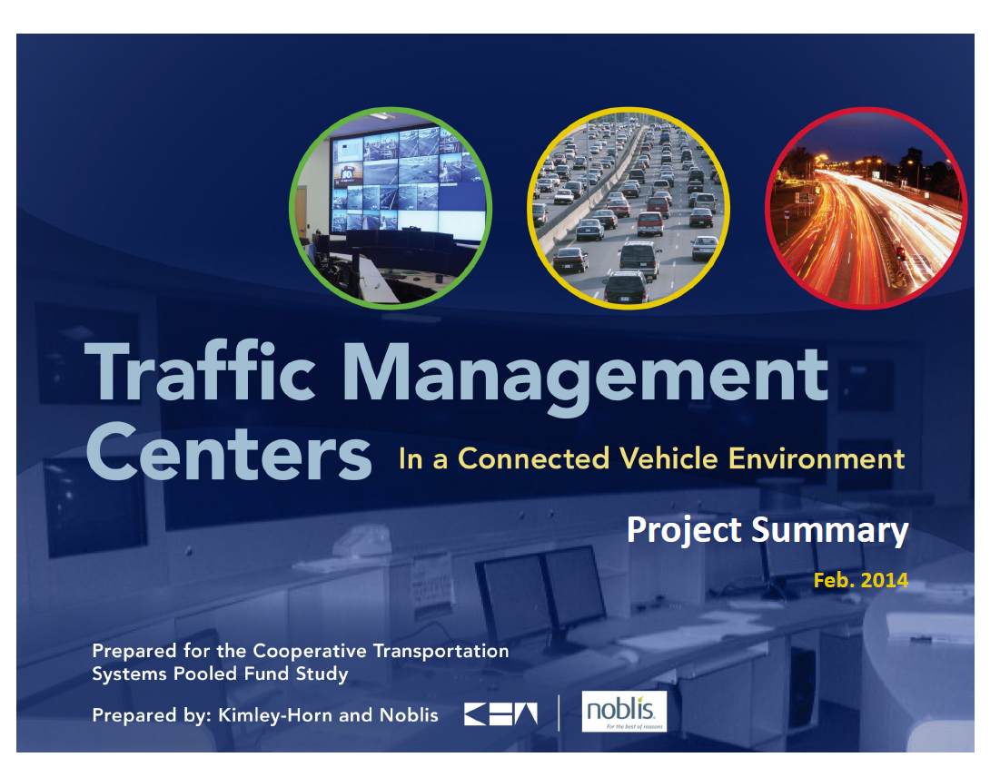 Traffic Management
Centers In a Connected Vehicle Environment
Project Summary
Feb. 2014
Prepared for the Cooperative Transportation
Systems Pooled Fund Study
Prepared by: Kimley-Horn and Noblis
noblis.
For the best of reasons